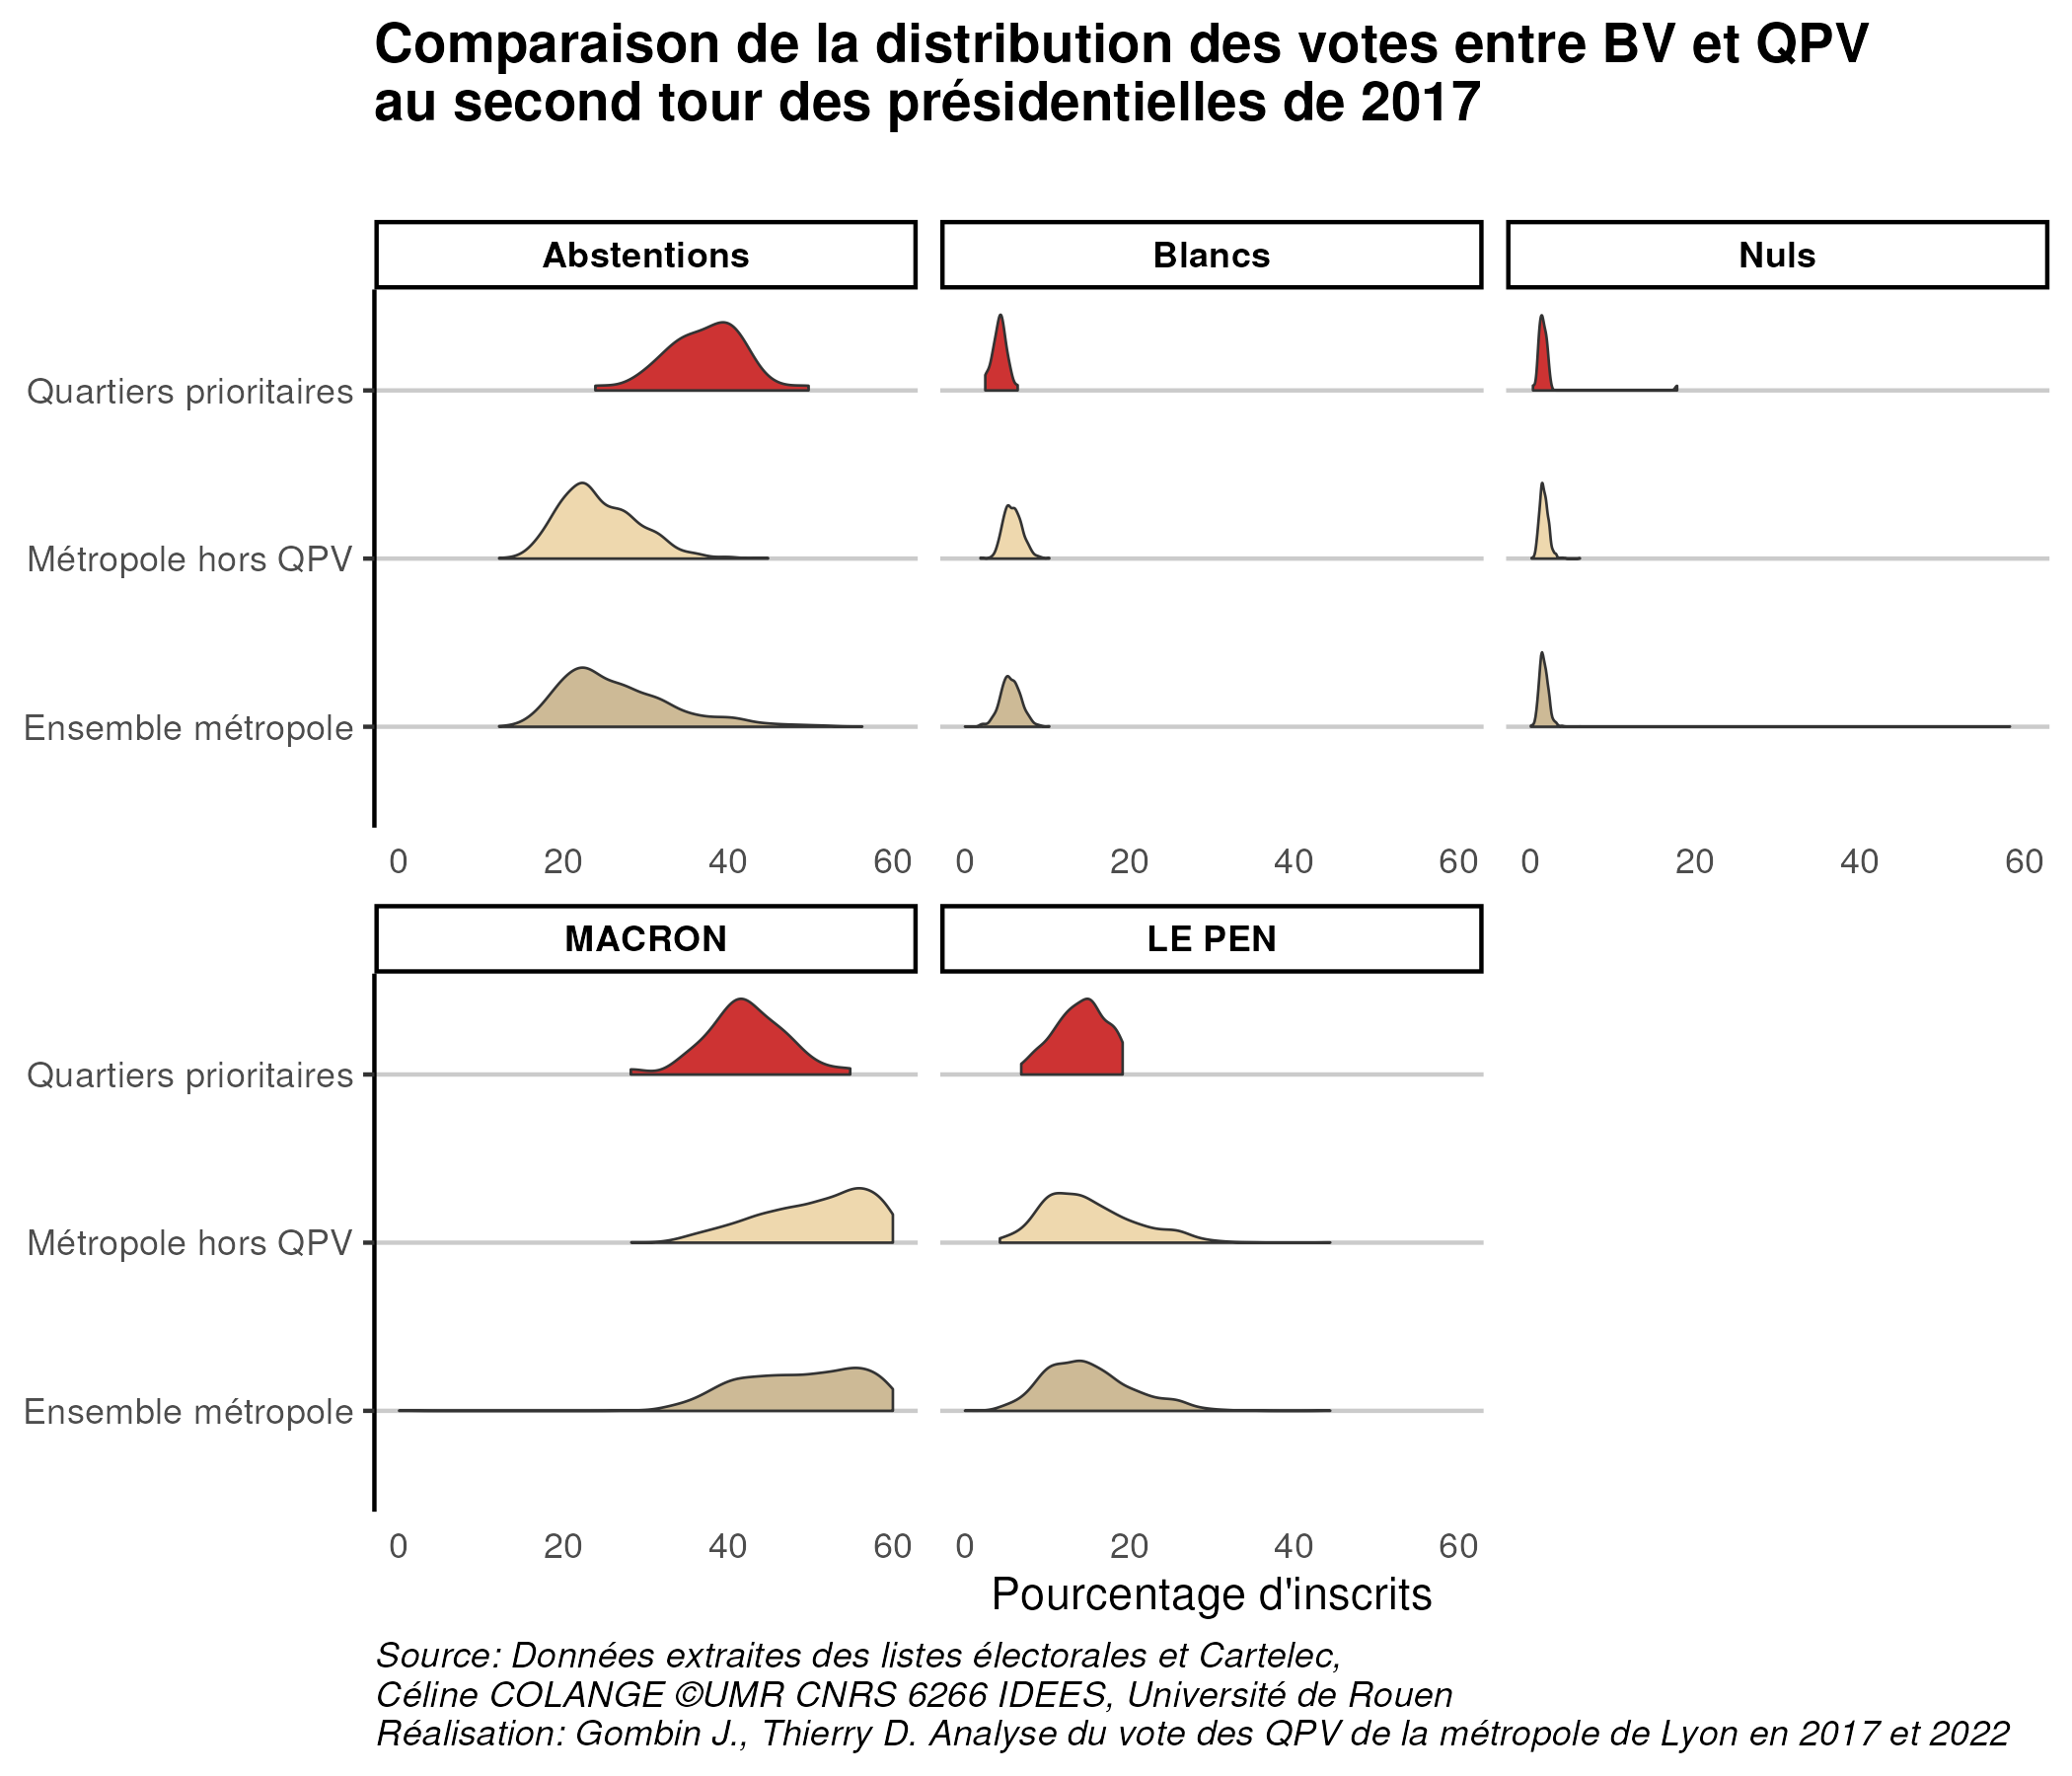 Comparaison de la distribution des votes entre BV et QPV
au second tour des présidentielles de 2017
Abstentions
Blancs
Nuls
Quartiers prioritaires
Métropole hors QPV
Ensemble métropole
0 20 40 60
0 20 40 60
0 20 40 60
MACRON
LE PEN
Quartiers prioritaires
Métropole hors QPV
Ensemble métropole
0 20 40 60
0 20 40 60
Pourcentage d'inscrits
Source: Données extraites des listes électorales et Cartelec,
Céline COLANGE ©UMR CNRS 6266 IDEES, Université de Rouen
Réalisation: Gombin J., Thierry D. Analyse du vote des QPV de la métropole de Lyon en 2017 et 2022